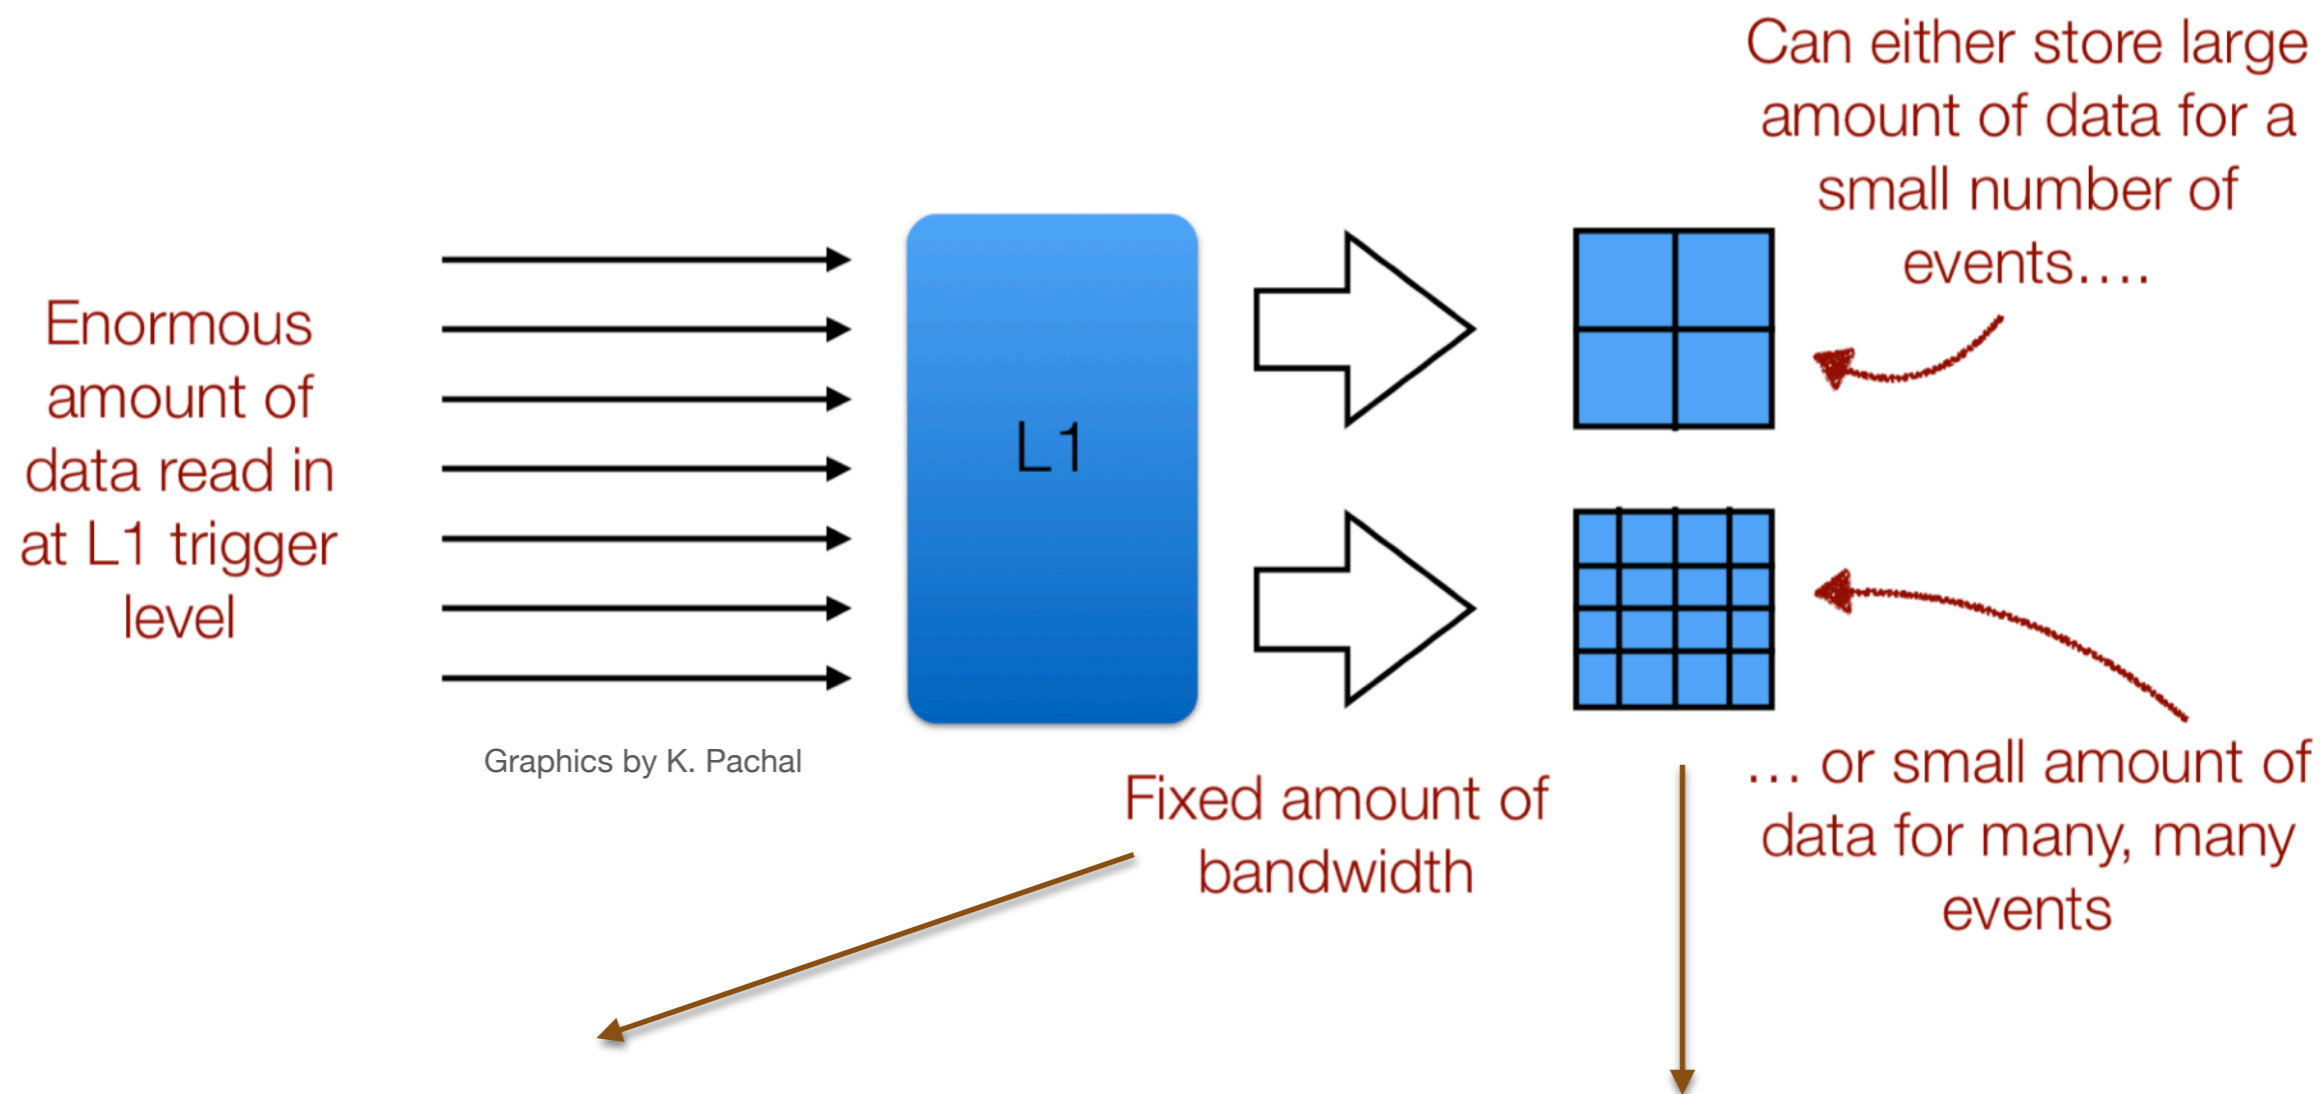 Enormous
amount of
data read in
at L1 trigger
level
L1
Can either store large
amount of data for a
small number of
events….
Graphics by K. Pachal
Fixed amount of
bandwidth
… or small amount of
data for many, many
events